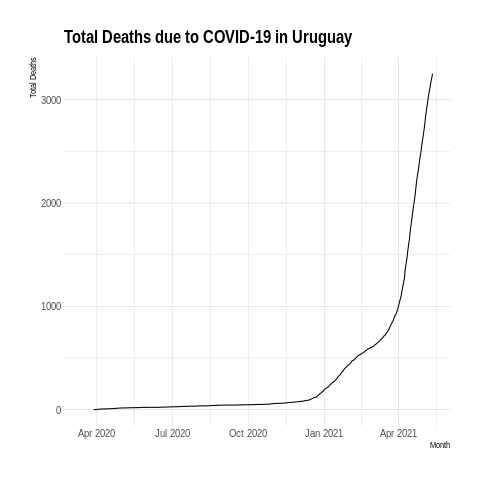 Total Deaths due to COVID-19 in Uruguay
Total Deaths
3000
2000
1000
0
Apr 2020 Jul 2020 Oct 2020 Jan 2021 Apr 2021
Month